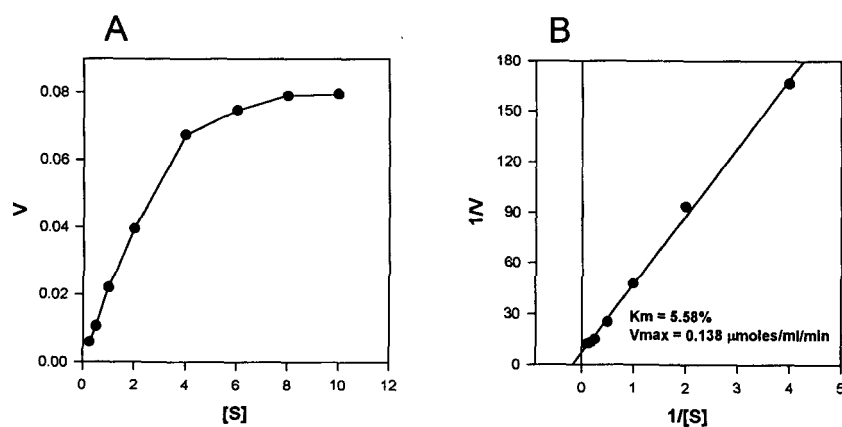 A
0.08
0.06
0.04
0.02
0.00
V
0 2 4 6 8 10 12
[S]
B
180
150
120
90
60
30
0
1/V
Km = 5.58%
Vmax = 0.138 μmoles/ml/min
0 1 2 3 4 5
1/[S]